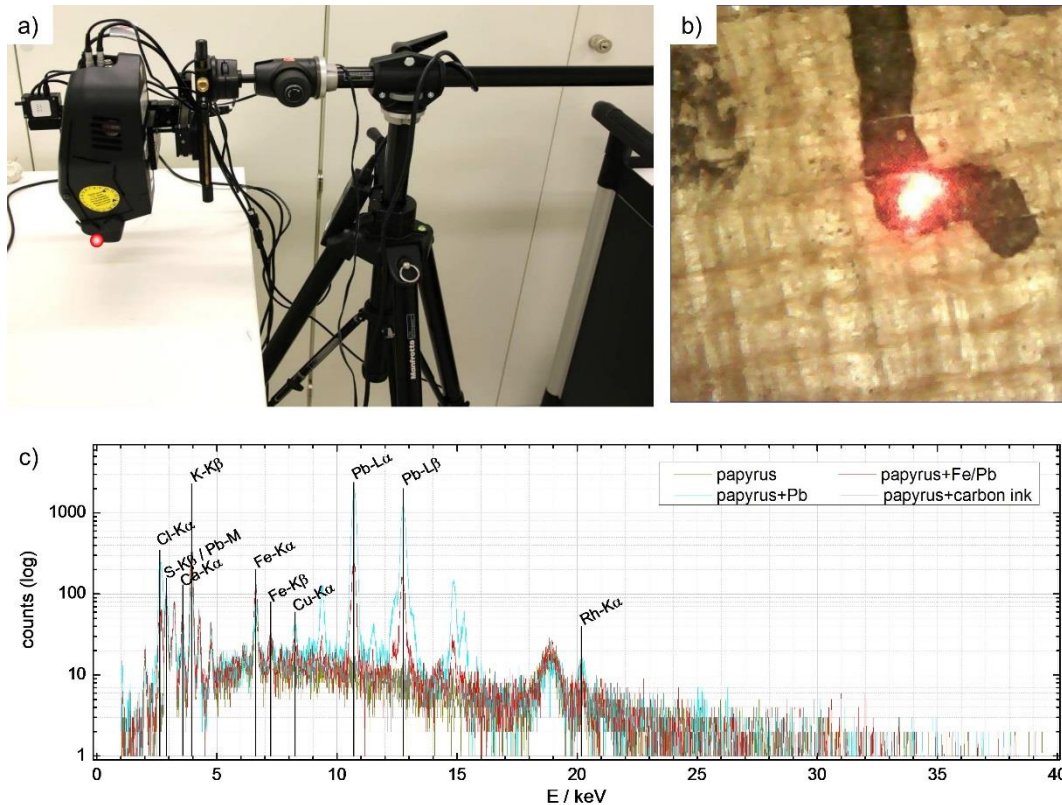 a)
b)
Manfrotto
c)
K-Kβ
Pb-Lα
Pb-Lβ
Cl-Kα
S-Kβ / Pb-M
Ca-Kα
Fe-Kα
Fe-Kβ
Cu-Kα
Rh-Kα
papyrus
papyrus+Fe/Pb
papyrus+Pb
papyrus+carbon ink
counts (log)
1000
100
10
1
0 5 10 15 20 25 30 35 40
E / keV